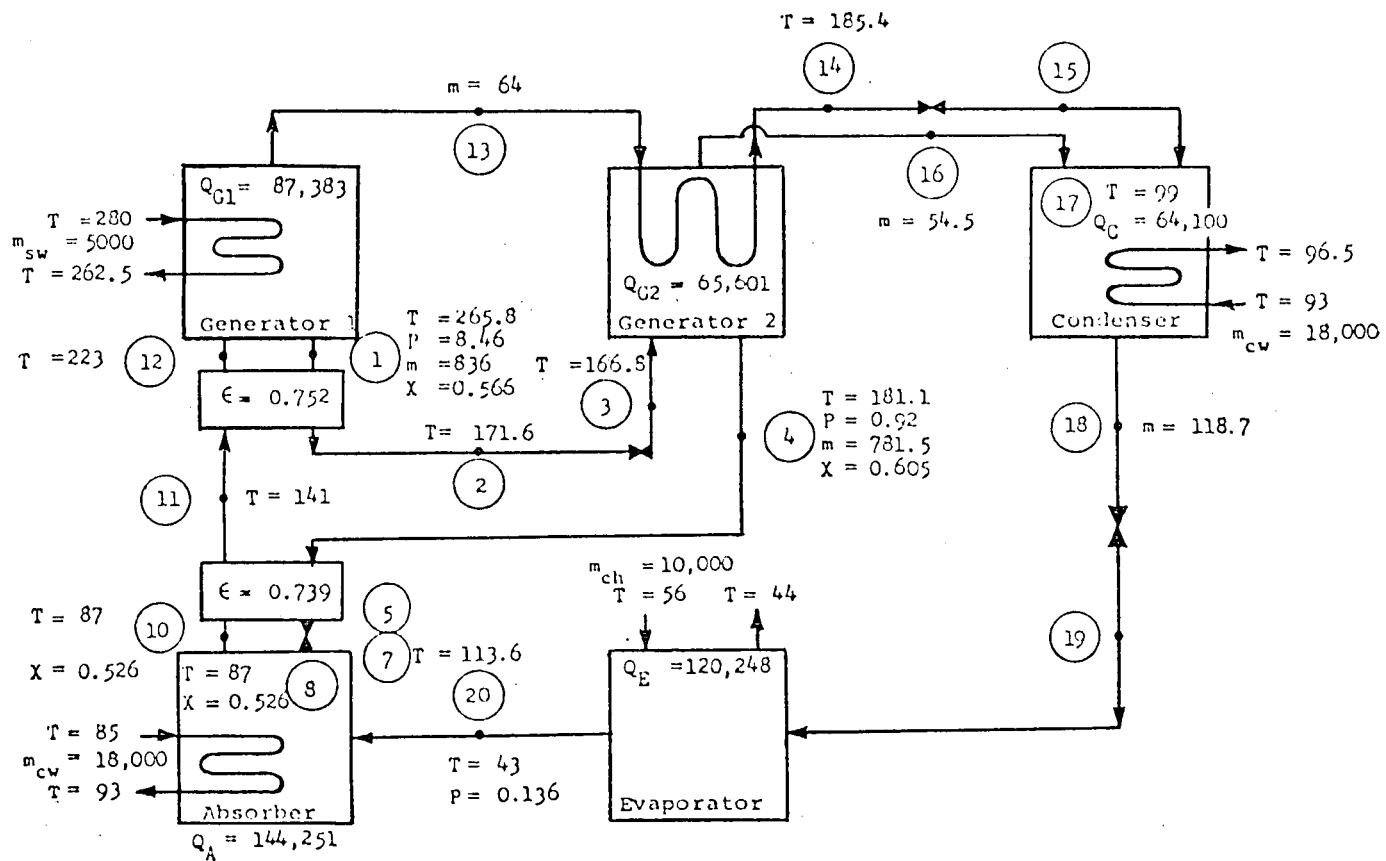 T = 185.4
14
15
m = 64
13
16
m = 54.5
Q_G1 = 87,383
T = 280
m_sw = 5000
T = 262.5
Generator 1
Q_G2 = 65,601
Generator 2
17
T = 99
Q_C = 64,100
T = 96.5
T = 93
m_cw = 18,000
Condenser
T = 223
12
1
T = 265.8
P = 8.46
m = 836
X = 0.566
T = 166.8
3
ϵ = 0.752
T = 171.6
2
4
T = 181.1
P = 0.92
m = 781.5
X = 0.605
18
m = 118.7
11
T = 141
ϵ = 0.739
T = 87
10
X = 0.526
5
7
T = 113.6
8
T = 87
X = 0.526
T = 85
m_cw = 18,000
T = 93
Absorber
Q_A = 144,251
20
T = 43
P = 0.136
m_ch = 10,000
T = 56
T = 44
Q_E = 120,248
Evaporator
19